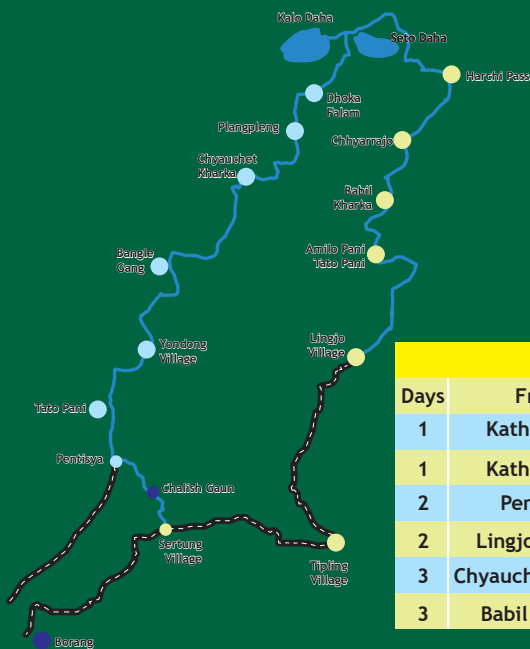 Kalo Daha
Seto Daha
Harchi Pass
Dhoka
Falam
Plangpleng
Chhyarrajo
Chyauchet
Kharka
Babil
Kharka
Amilo Pani
Tato Pani
Bangle
Gang
Lingjo
Village
Yondong
Village
Tato Pani
Pentisya
Chalish Gaun
Sertung
Village
Tipling
Village
Borang
Days Fr
1 Kath
1 Kath
2 Pen
2 Lingjo
3 Chyauch
3 Babil